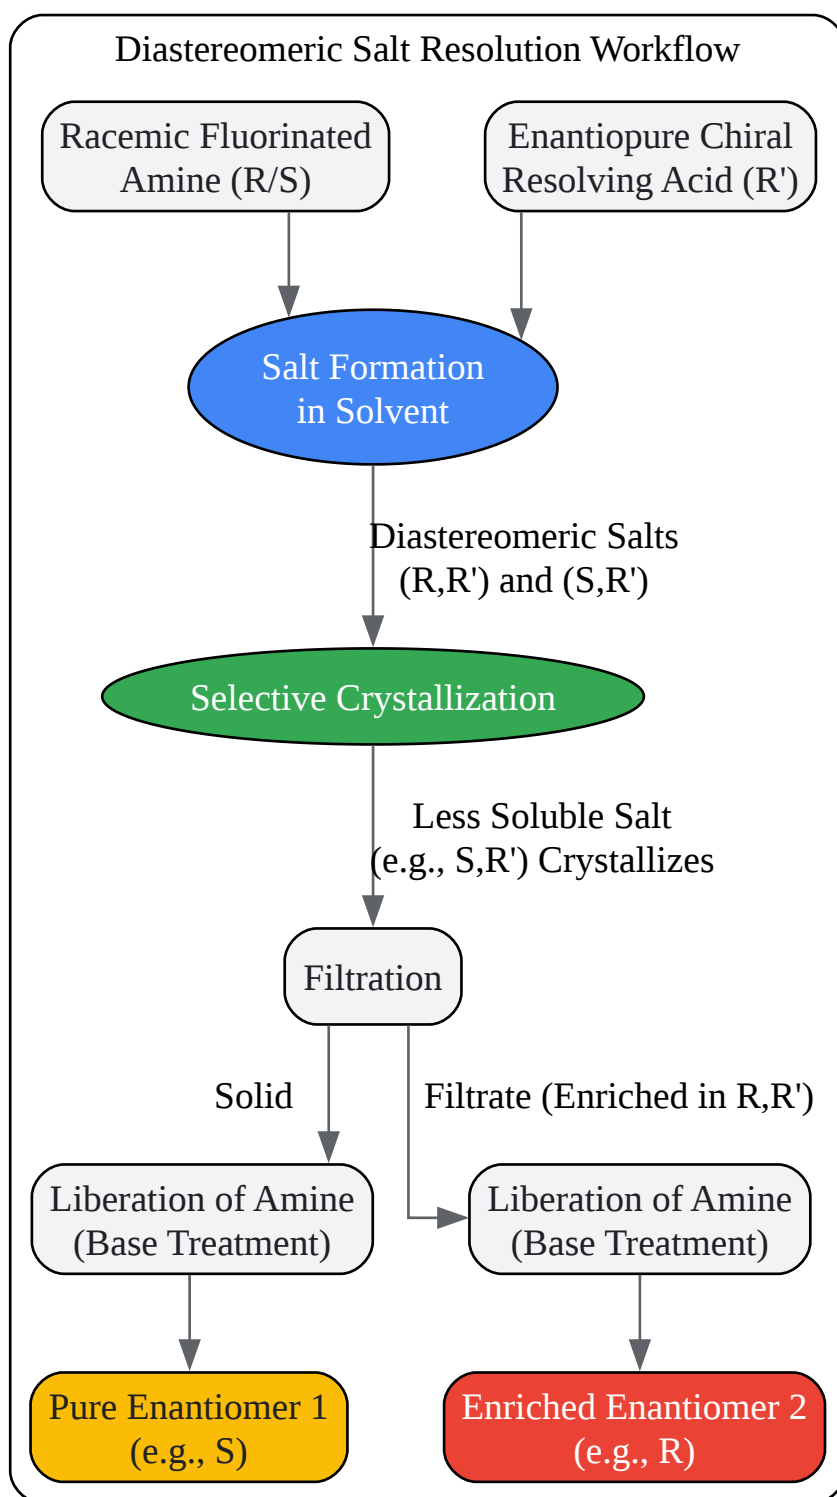 Diastereomeric Salt Resolution Workflow
Racemic Fluorinated
Amine (R/S)
Enantiopure Chiral
Resolving Acid (R')
Salt Formation
in Solvent
Diastereomeric Salts
(R,R') and (S,R')
Selective Crystallization
Less Soluble Salt
(e.g., S,R') Crystallizes
Filtration
Solid
Filtrate (Enriched in R,R')
Liberation of Amine
(Base Treatment)
Liberation of Amine
(Base Treatment)
Pure Enantiomer 1
(e.g., S)
Enriched Enantiomer 2
(e.g., R)